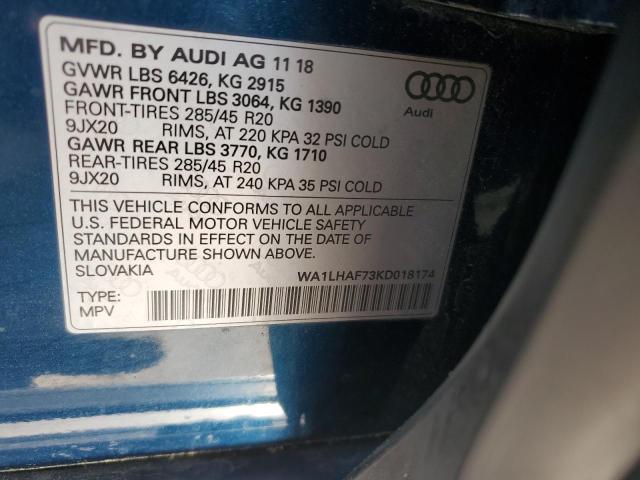 MFD. BY AUDI AG 11 18
GVWR LBS 6426, KG 2915
GAWR FRONT LBS 3064, KG 1390
FRONT-TIRES 285/45 R20
9JX20 RIMS, AT 220 KPA 32 PSI COLD
GAWR REAR LBS 3770, KG 1710
REAR-TIRES 285/45 R20
9JX20 RIMS, AT 240 KPA 35 PSI COLD
Audi
THIS VEHICLE CONFORMS TO ALL APPLICABLE
U.S. FEDERAL MOTOR VEHICLE SAFETY
STANDARDS IN EFFECT ON THE DATE OF
MANUFACTURE SHOWN ABOVE.
SLOVAKIA WA1LHAF73KD018174
TYPE:
MPV